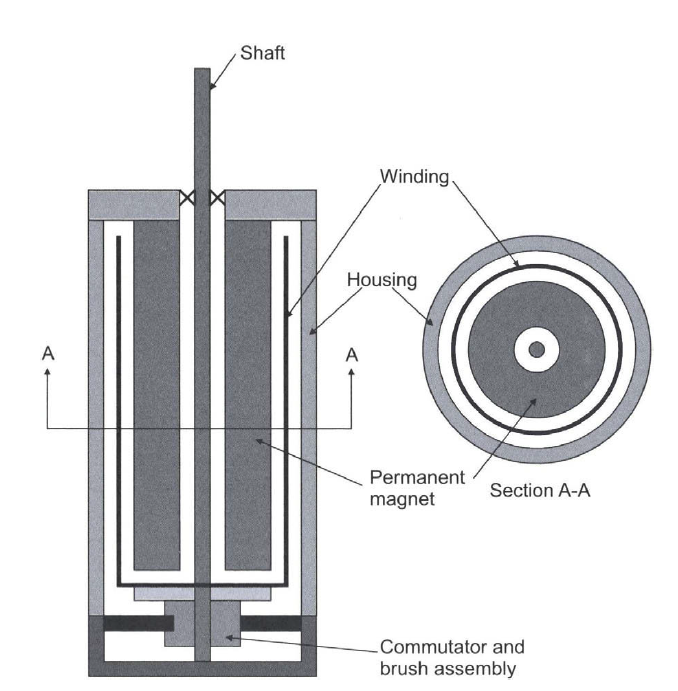 Shaft
Winding
Housing
A
A
Permanent
magnet
Section A-A
Commutator and
brush assembly